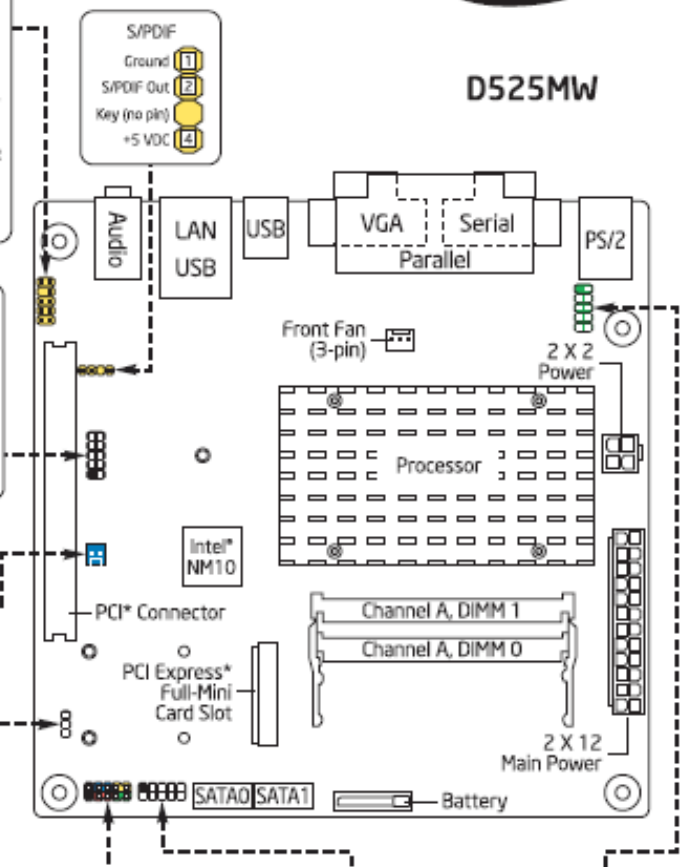 S/PDIF
Ground 1
S/PDIF Out 2
Key (no pin)
+5 VDC 4
D525MW
Audio
LAN
USB
USB
VGA
Serial
Parallel
PS/2
Front Fan
(3-pin)
2 X 2
Power
Processor
Intel*
NM10
PCI* Connector
Channel A, DIMM 1
Channel A, DIMM 0
PCI Express*
Full-Mini
Card Slot
2 X 12
Main Power
SATA0 SATA1
Battery